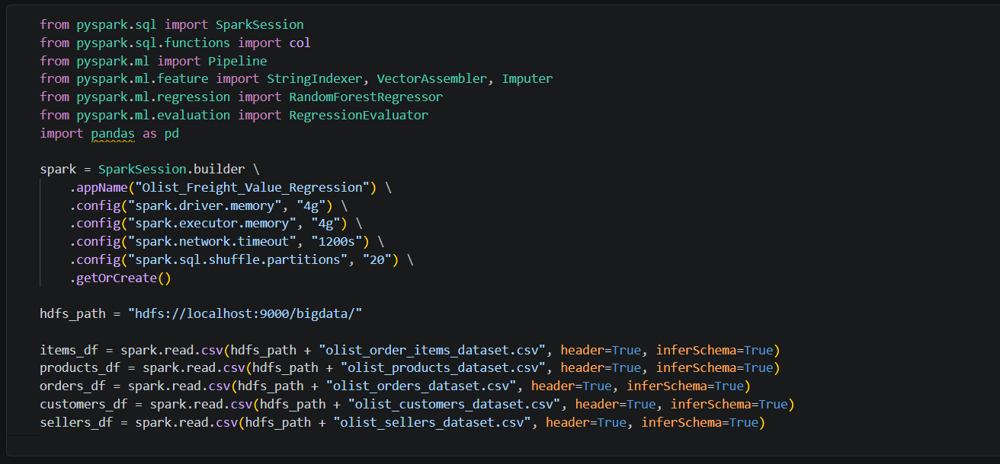 from pyspark.sql import SparkSession
from pyspark.sql.functions import col
from pyspark.ml import Pipeline
from pyspark.ml.feature import StringIndexer, VectorAssembler, Imputer
from pyspark.ml.regression import RandomForestRegressor
from pyspark.ml.evaluation import RegressionEvaluator
import pandas as pd

spark = SparkSession.builder \
    .appName("Olist_Freight_Value_Regression") \
    .config("spark.driver.memory", "4g") \
    .config("spark.executor.memory", "4g") \
    .config("spark.network.timeout", "1200s") \
    .config("spark.sql.shuffle.partitions", "20") \
    .getOrCreate()

hdfs_path = "hdfs://localhost:9000/bigdata/"

items_df = spark.read.csv(hdfs_path + "olist_order_items_dataset.csv", header=True, inferSchema=True)
products_df = spark.read.csv(hdfs_path + "olist_products_dataset.csv", header=True, inferSchema=True)
orders_df = spark.read.csv(hdfs_path + "olist_orders_dataset.csv", header=True, inferSchema=True)
customers_df = spark.read.csv(hdfs_path + "olist_customers_dataset.csv", header=True, inferSchema=True)
sellers_df = spark.read.csv(hdfs_path + "olist_sellers_dataset.csv", header=True, inferSchema=True)